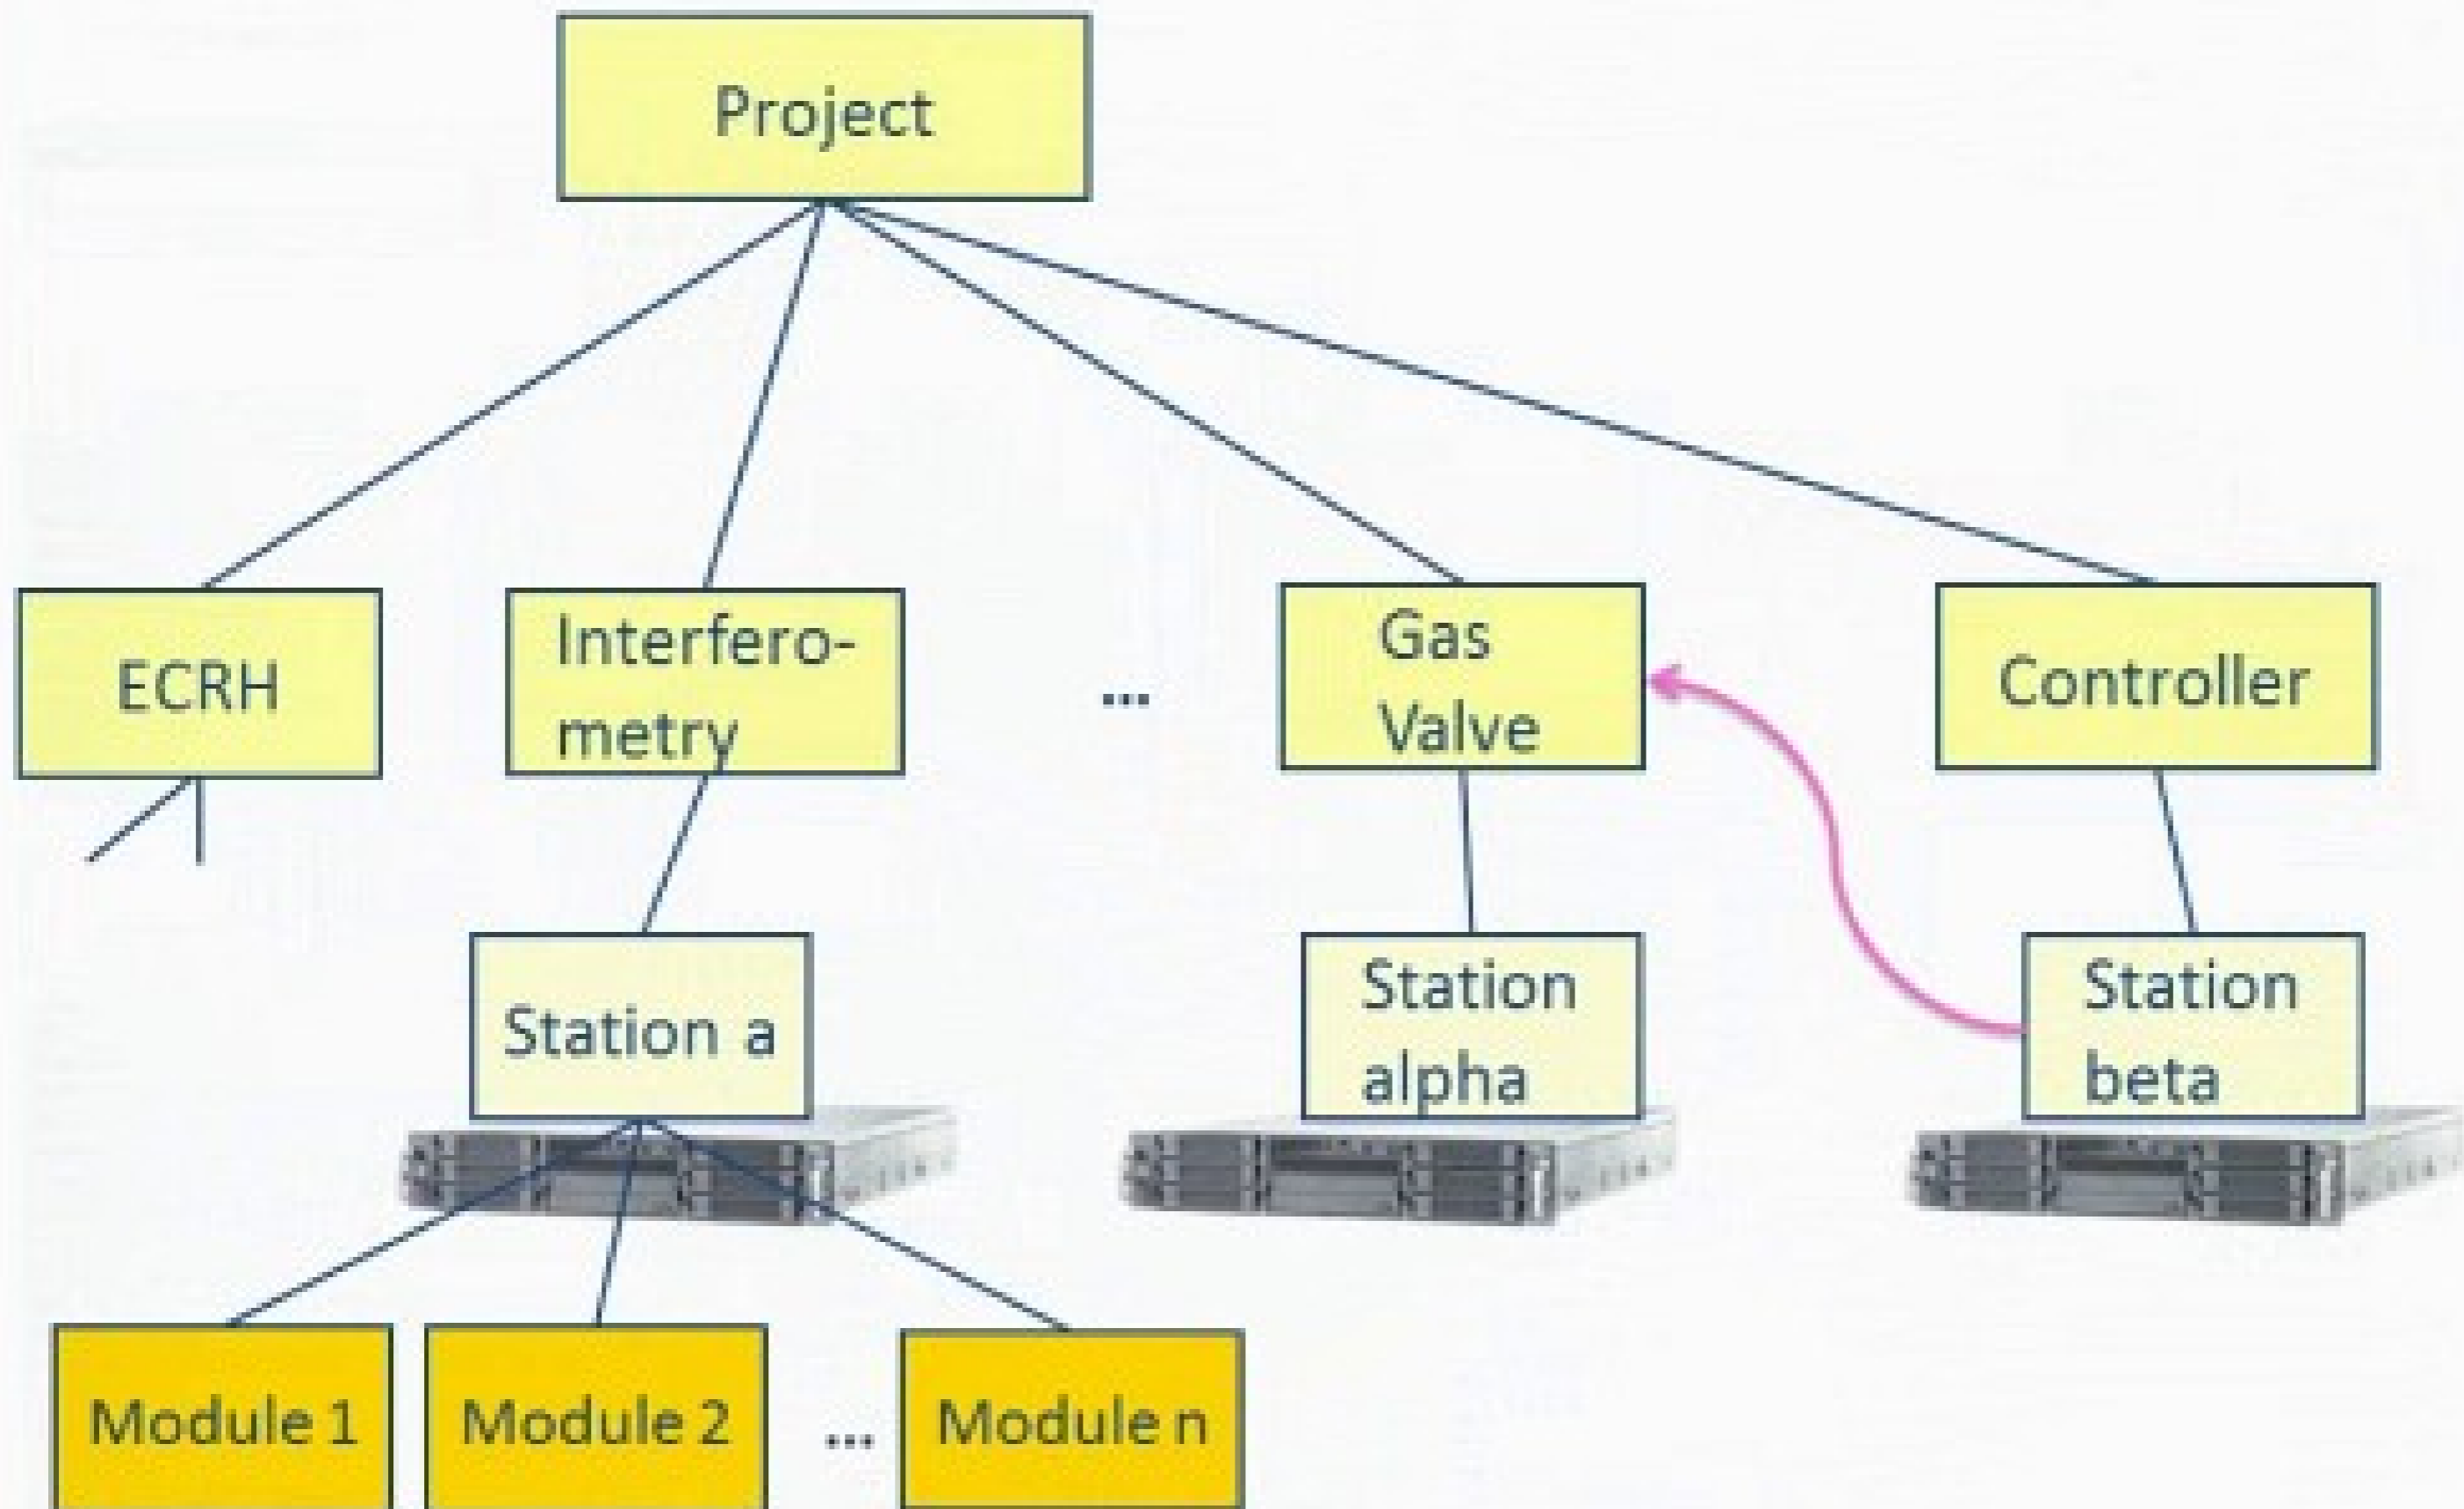 Project
ECRH
Interfero-
metry
...
Gas
Valve
Controller
Station a
Station
alpha
Station
beta
Module 1
Module 2
...
Module n